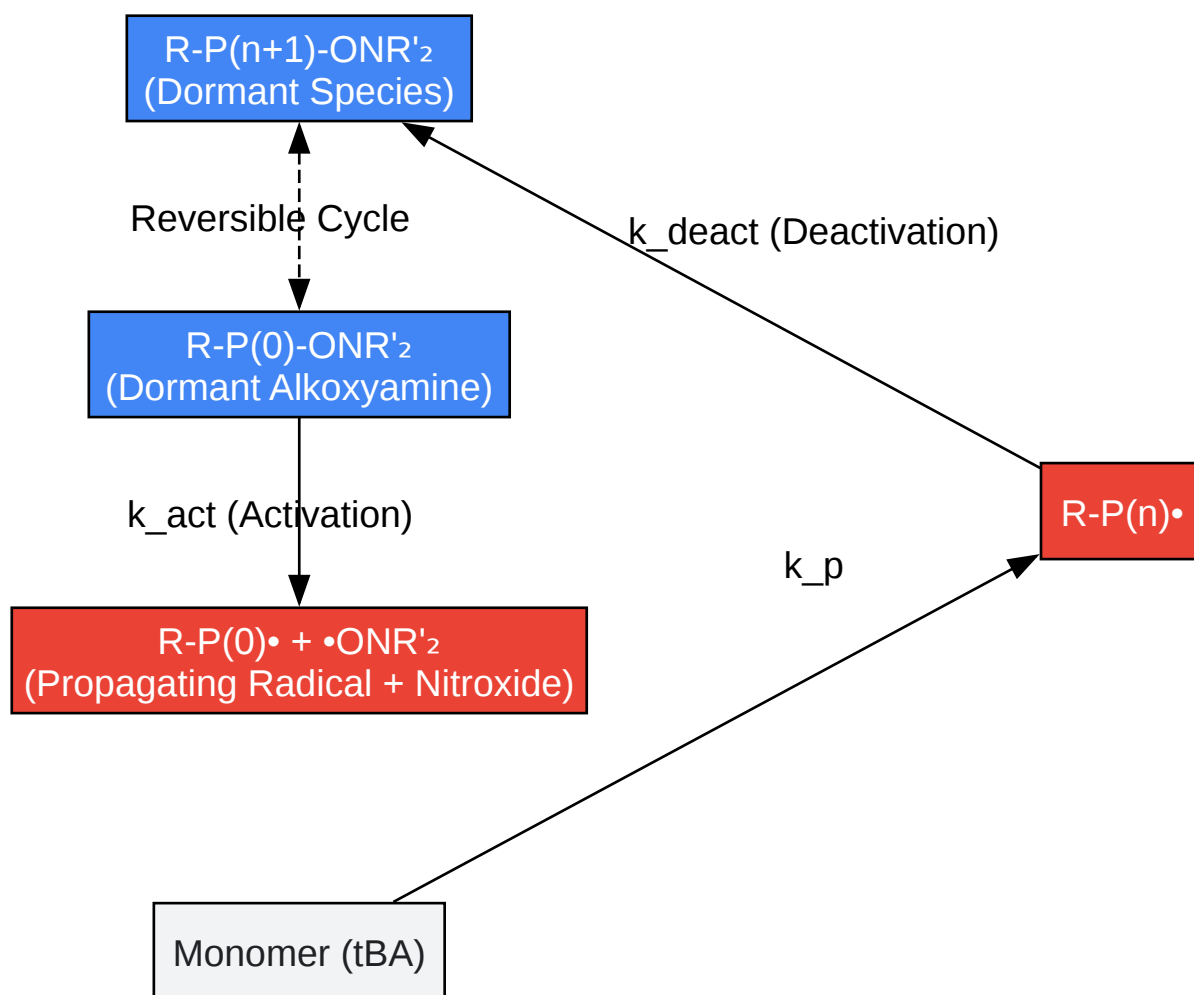 R-P(n+1)-ONR'₂
(Dormant Species)
Reversible Cycle
k_deact (Deactivation)
R-P(0)-ONR'₂
(Dormant Alkoxyamine)
k_act (Activation)
R-P(n)•
k_p
R-P(0)• + •ONR'₂
(Propagating Radical + Nitroxide)
Monomer (tBA)